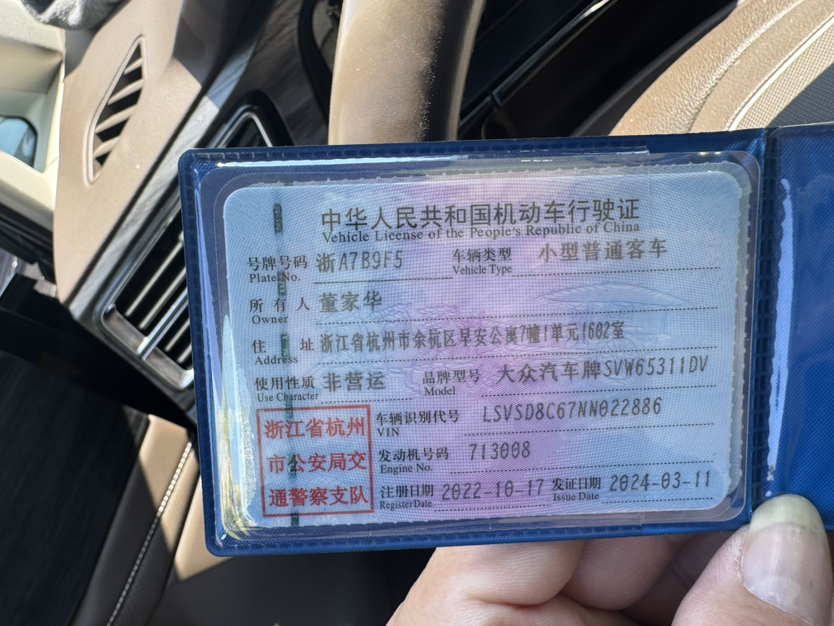 中华人民共和国机动车行驶证
Vehicle License of the People's Republic of China
号牌号码 浙A7B9F5 车辆类型 小型普通客车
Plate No. Vehicle Type
所有人 董家华
Owner
住址 浙江省杭州市余杭区早安公寓7幢1单元1602室
Address
使用性质 非营运 品牌型号 大众汽车牌SVW65311DV
Use Character Model
浙江省杭州
市公安局交
通警察支队
车辆识别代号 LSVSD8C67NN022886
VIN
发动机号码 713008
Engine No.
注册日期 2022-10-17 发证日期 2024-03-11
Register Date Issue Date